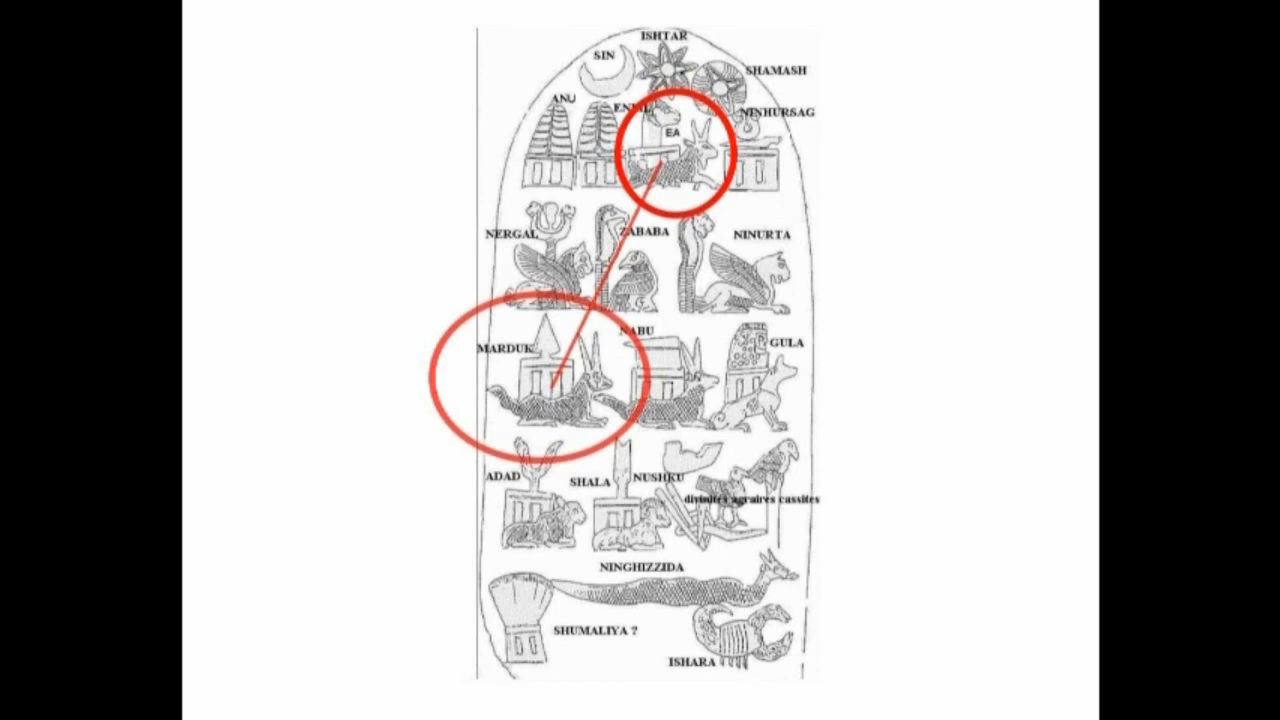 ISHTAR
SIN
SHAMASH
ANU
ENLIL
NINHURSAG
EA
NERGAL
ZABABA
NINURTA
MARDUK
NABU
GULA
ADAD
SHALA
NUSHKU
divinités agraires cassites
NINGHIZZIDA
SHUMALIYA ?
ISHARA